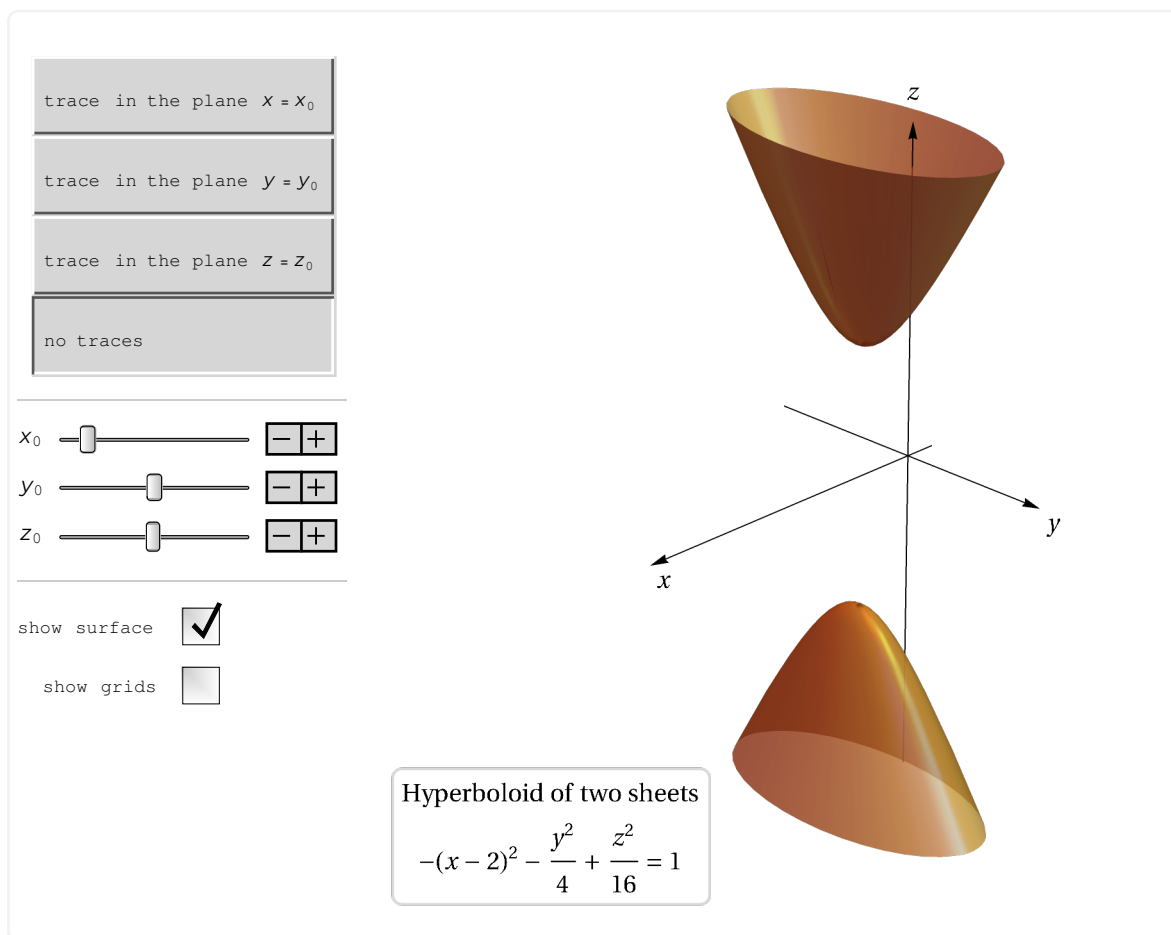 trace in the plane x = x₀
trace in the plane y = y₀
trace in the plane z = z₀
no traces
x₀ − +
y₀ − +
z₀ − +
show surface
show grids
z
y
x
Hyperboloid of two sheets
−(x − 2)² − y²/4 + z²/16 = 1